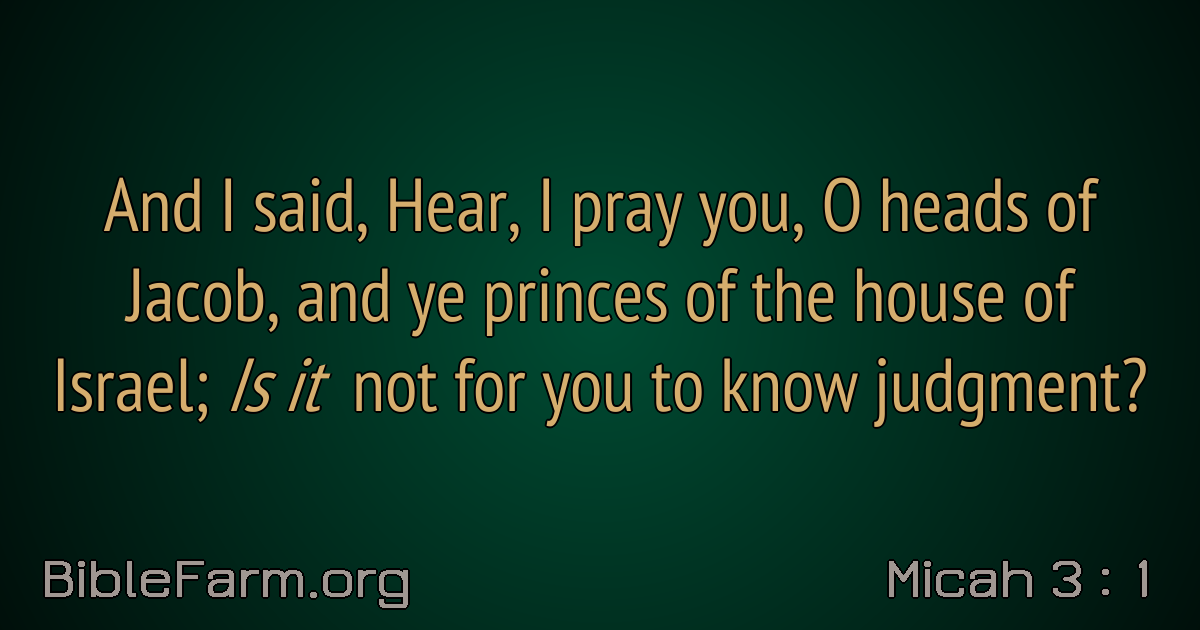 And I said, Hear, I pray you, O heads of
Jacob, and ye princes of the house of
Israel; Is it not for you to know judgment?
BibleFarm.org
Micah 3 : 1